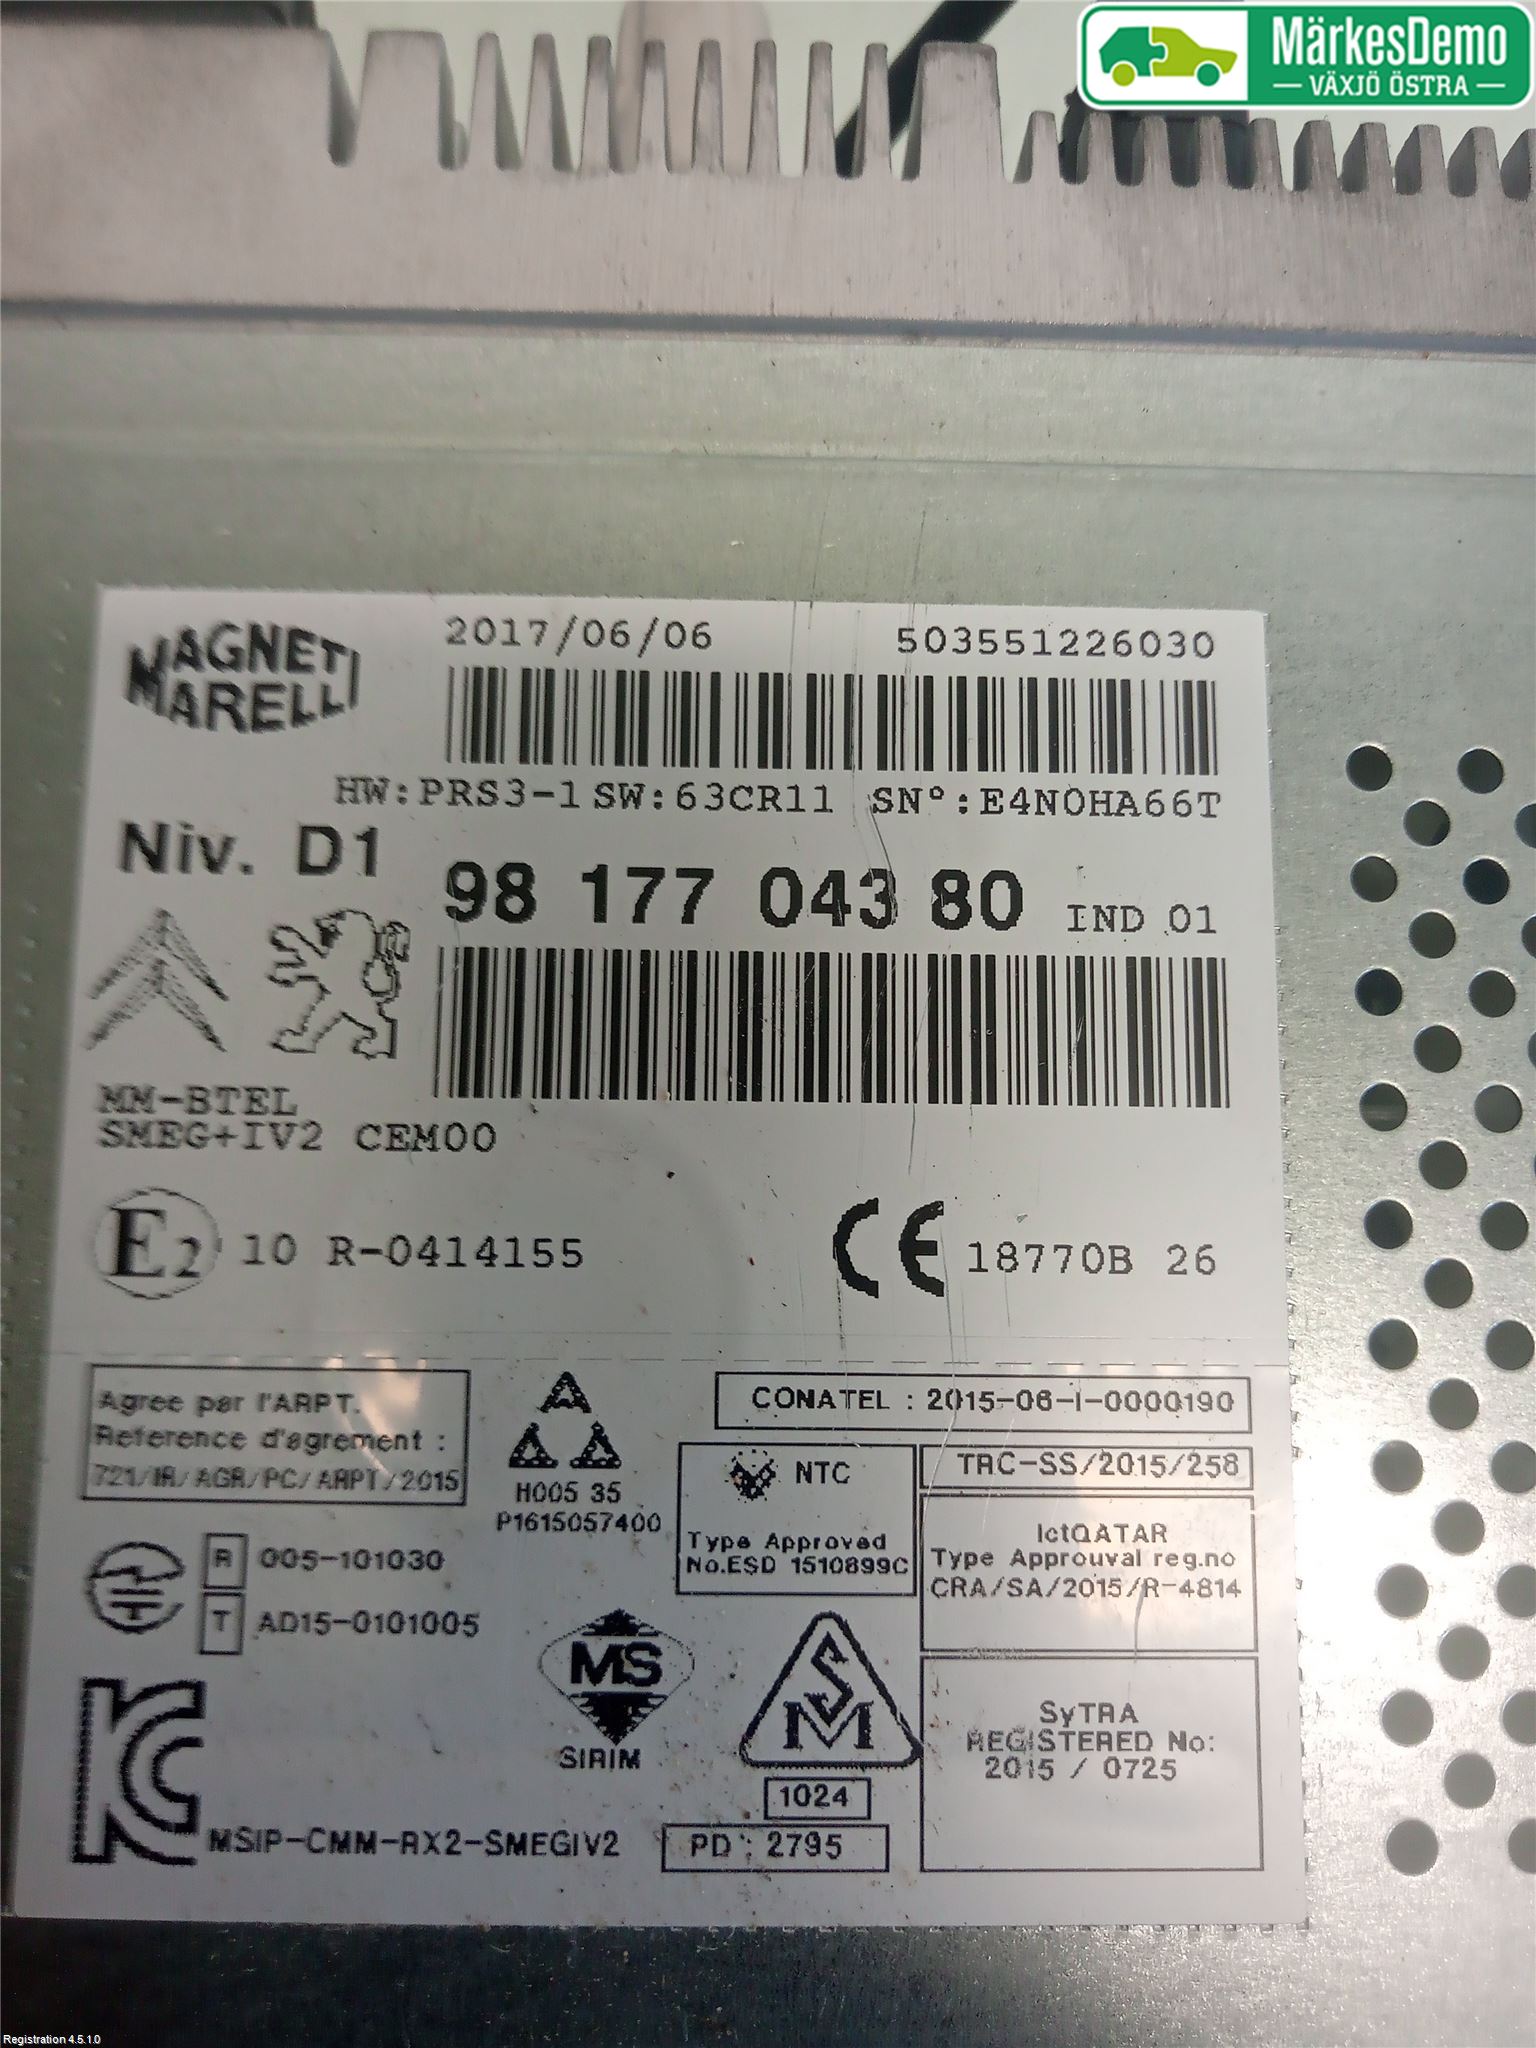 MärkesDemo
VÄXJÖ ÖSTRA
MAGNETI
MARELLI
2017/06/06 503551226030
HW:PRS3-1 SW:63CR11 SN°:E4N0HA66T
Niv. D1
98 177 043 80 IND 01
MM-BTEL
SMEG+IV2 CEM00
E2 10 R-0414155
CE 18770B 26
Agree par l'ARPT.
Reference d'agrement :
721/IR/AGR/PC/ARPT/2015
A
H005 35
P1615057400
CONATEL : 2015-06-I-0000190
NTC
Type Approved
No.ESD 1510899C
TRC-SS/2015/258
IctQATAR
Type Approuval reg.no
CRA/SA/2015/R-4814
R 005-101030
T AD15-0101005
MS
SIRIM
SM
1024
PD : 2795
SyTRA
REGISTERED No:
2015 / 0725
KC MSIP-CMM-RX2-SMEGIV2
Registration 4.5.1.0